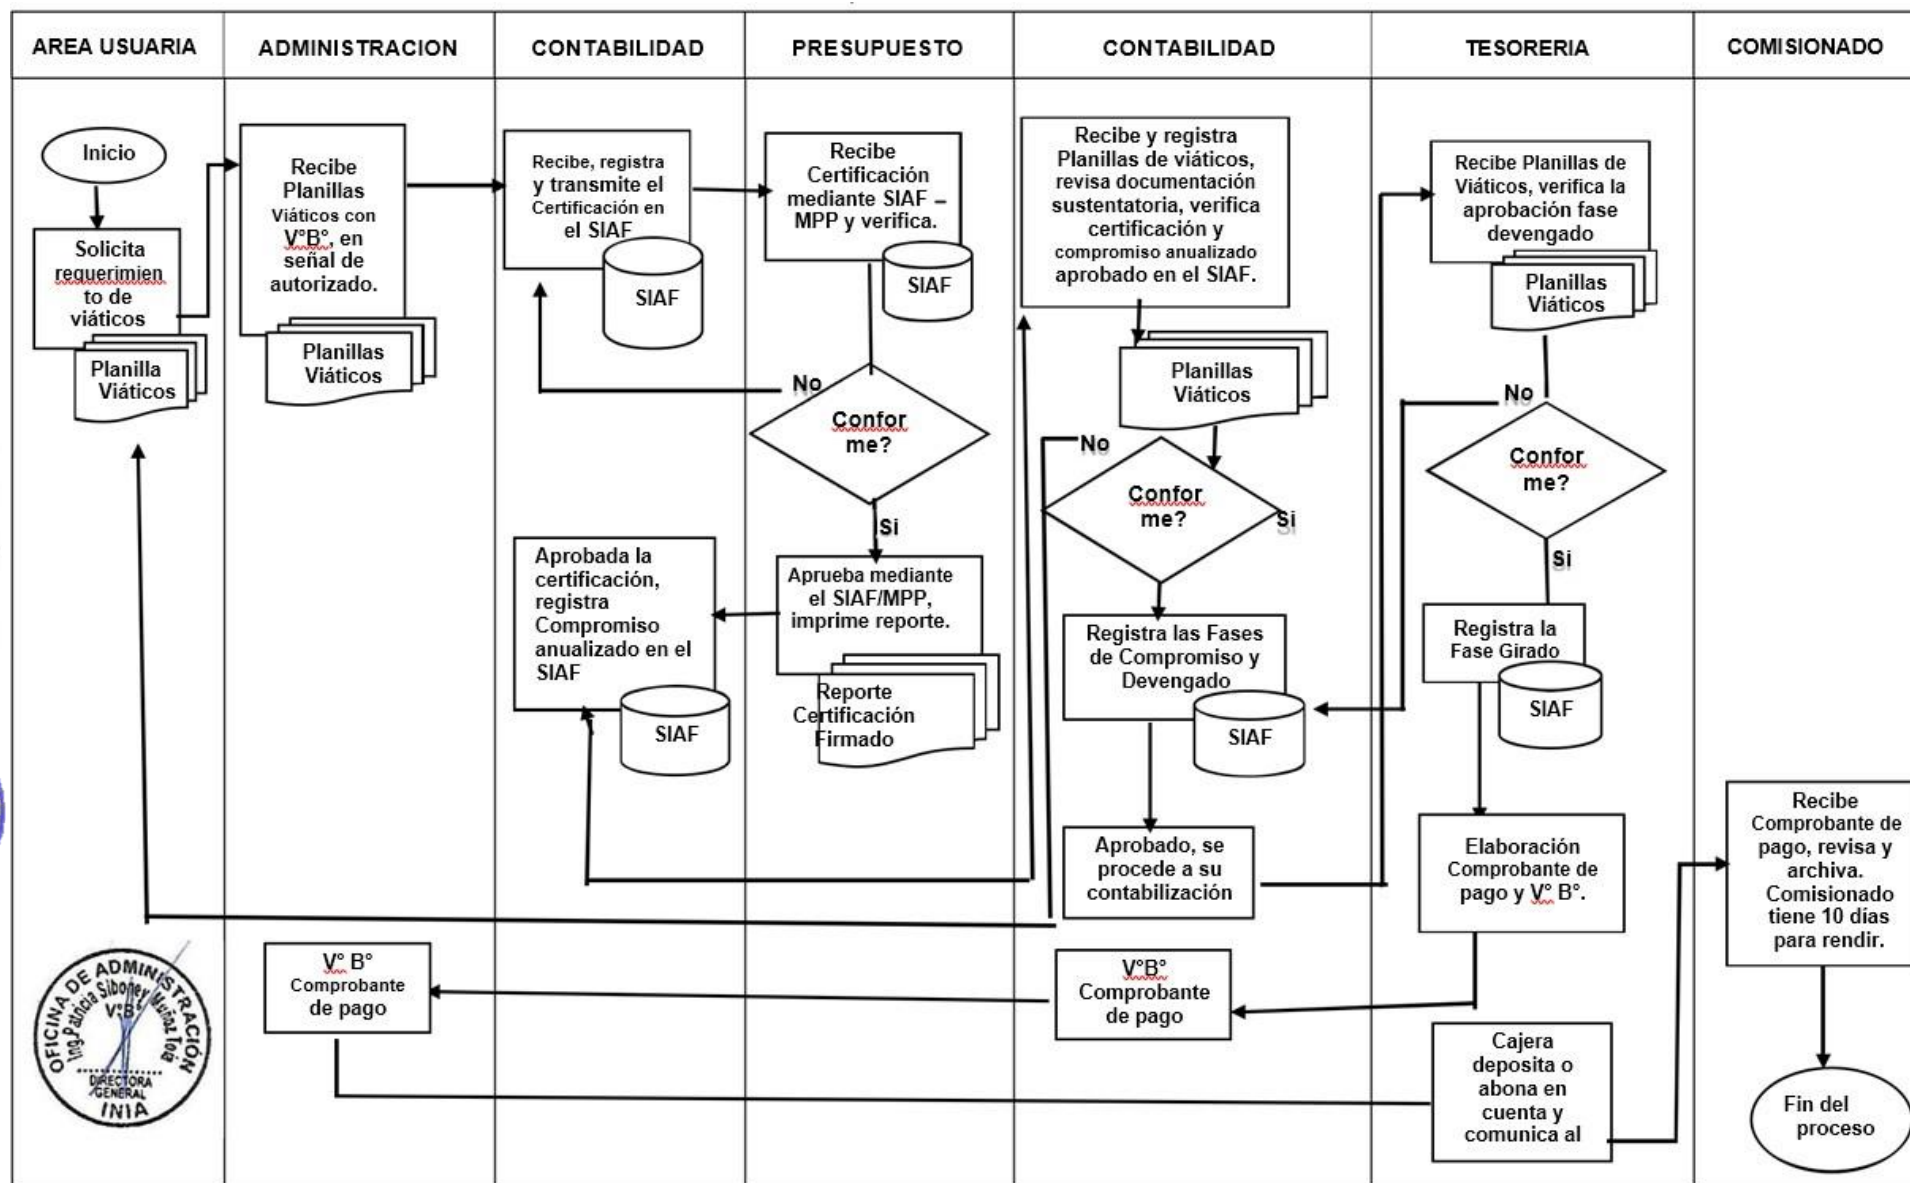 AREA USUARIA
ADMINISTRACION
CONTABILIDAD
PRESUPUESTO
CONTABILIDAD
TESORERIA
COMISIONADO
Inicio
Solicita
requerimien
to de
viáticos
Planilla
Viáticos
Recibe
Planillas
Viáticos con
V°B°, en
señal de
autorizado.
Planillas
Viáticos
Recibe, registra
y transmite el
Certificación en
el SIAF
SIAF
Recibe
Certificación
mediante SIAF –
MPP y verifica.
SIAF
No
Confor
me?
Si
Aprueba mediante
el SIAF/MPP,
imprime reporte.
Reporte
Certificación
Firmado
Aprobada la
certificación,
registra
Compromiso
anualizado en el
SIAF
SIAF
Recibe y registra
Planillas de viáticos,
revisa documentación
sustentatoria, verifica
certificación y
compromiso anualizado
aprobado en el SIAF.
Planillas
Viáticos
No
Confor
me?
Si
Registra las Fases
de Compromiso y
Devengado
SIAF
Aprobado, se
procede a su
contabilización
Recibe Planillas de
Viáticos, verifica la
aprobación fase
devengado
Planillas
Viáticos
No
Confor
me?
Si
Registra la
Fase Girado
SIAF
Elaboración
Comprobante de
pago y V° B°.
V°B°
Comprobante
de pago
V° B°
Comprobante
de pago
Cajera
deposita o
abona en
cuenta y
comunica al
Recibe
Comprobante de
pago, revisa y
archiva.
Comisionado
tiene 10 días
para rendir.
Fin del
proceso
OFICINA DE ADMINISTRACIÓN
Ing. Patricia Siboney Muñoz Toia
V°B°
DIRECTORA
GENERAL
INIA